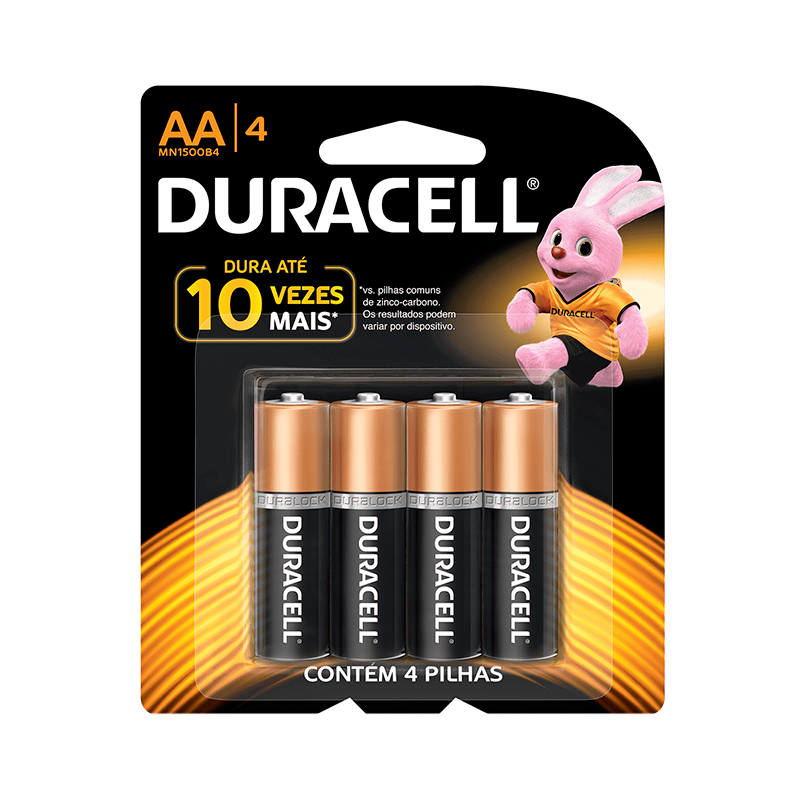 AA 4
MN1500B4
DURACELL®
DURA ATÉ
10 VEZES
MAIS*
*vs. pilhas comuns
de zinco-carbono.
Os resultados podem
variar por dispositivo.
DURACELL
DURALOCK DURALOCK DURALOCK DURALOCK
DURACELL® DURACELL® DURACELL® DURACELL®
CONTÉM 4 PILHAS